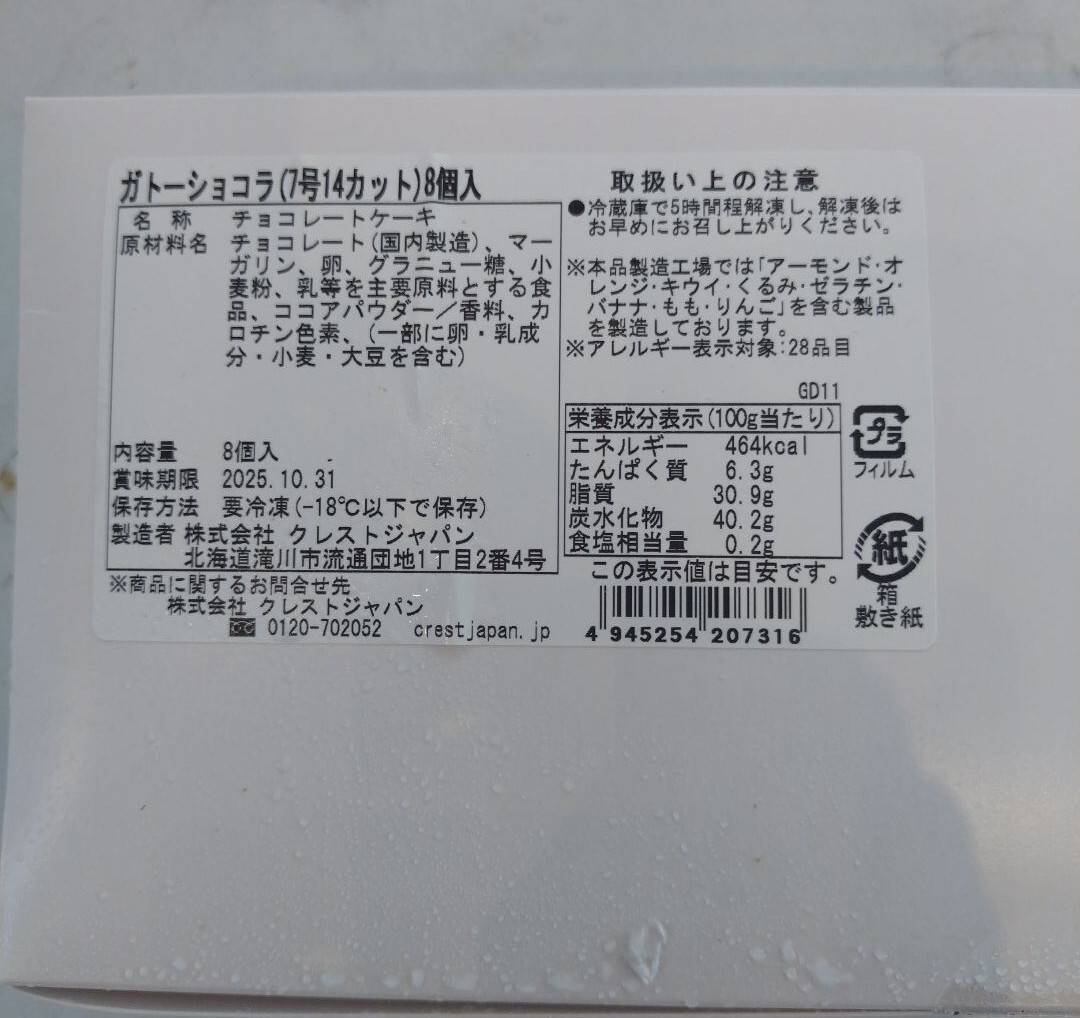 ガトーショコラ(7号14カット)8個入
名 称 チョコレートケーキ
原材料名 チョコレート(国内製造)、マー
ガリン、卵、グラニュー糖、小
麦粉、乳等を主要原料とする食
品、ココアパウダー/香料、カ
ロチン色素、(一部に卵・乳成
分・小麦・大豆を含む)
内容量 8個入
賞味期限 2025.10.31
保存方法 要冷凍(-18℃以下で保存)
製造者 株式会社 クレストジャパン
北海道滝川市流通団地1丁目2番4号
※商品に関するお問合せ先
株式会社 クレストジャパン
0120-702052 crestjapan.jp
取扱い上の注意
●冷蔵庫で5時間程解凍し、解凍後は
お早めにお召し上がりください。
※本品製造工場では「アーモンド・オ
レンジ・キウイ・くるみ・ゼラチン・
バナナ・もも・りんご」を含む製品
を製造しております。
※アレルギー表示対象:28品目
GD11
栄養成分表示(100g当たり)
エネルギー 464kcal
たんぱく質 6.3g
脂質 30.9g
炭水化物 40.2g
食塩相当量 0.2g
この表示値は目安です。
4 945254 207316
プラ
フィルム
紙
箱
敷き紙